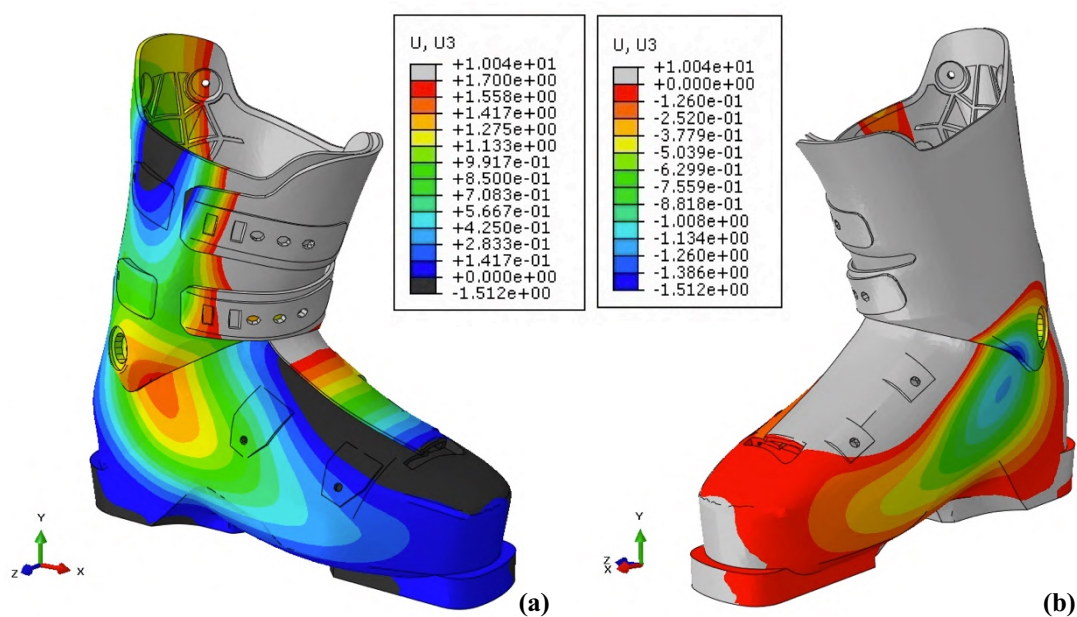 U, U3
+1.004e+01
+1.700e+00
+1.558e+00
+1.417e+00
+1.275e+00
+1.133e+00
+9.917e-01
+8.500e-01
+7.083e-01
+5.667e-01
+4.250e-01
+2.833e-01
+1.417e-01
+0.000e+00
-1.512e+00
U, U3
+1.004e+01
+0.000e+00
-1.260e-01
-2.520e-01
-3.779e-01
-5.039e-01
-6.299e-01
-7.559e-01
-8.818e-01
-1.008e+00
-1.134e+00
-1.260e+00
-1.386e+00
-1.512e+00
Y
Z
X
(a)
Y
Z
X
(b)